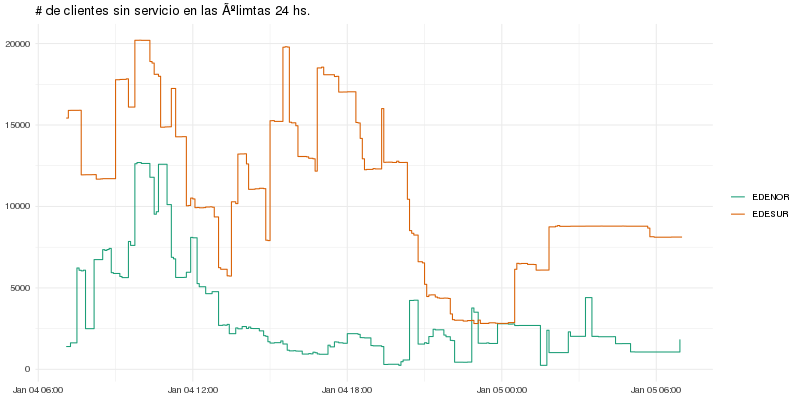 # de clientes sin servicio en las Ãºlimtas 24 hs.
20000
15000
10000
5000
0
EDENOR
EDESUR
Jan 04 06:00
Jan 04 12:00
Jan 04 18:00
Jan 05 00:00
Jan 05 06:00